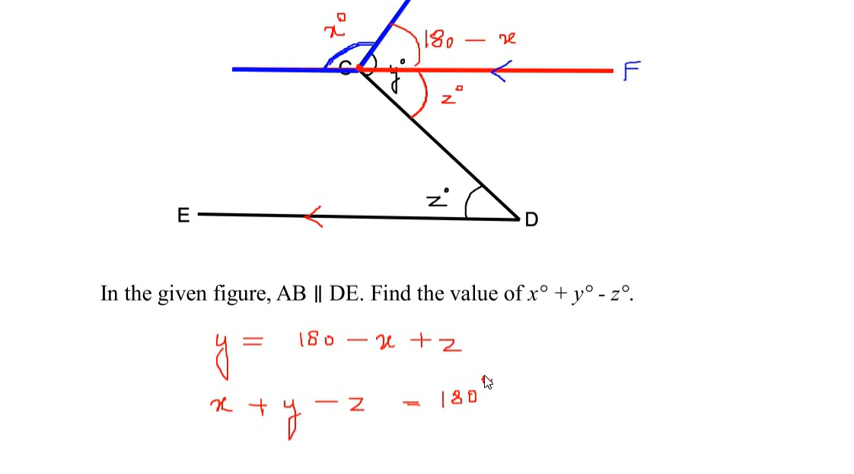 x°
180 - x
C
y°
F
z°
z°
E
D
In the given figure, AB || DE. Find the value of x° + y° - z°.
y = 180 - x + z
x + y - z = 180°